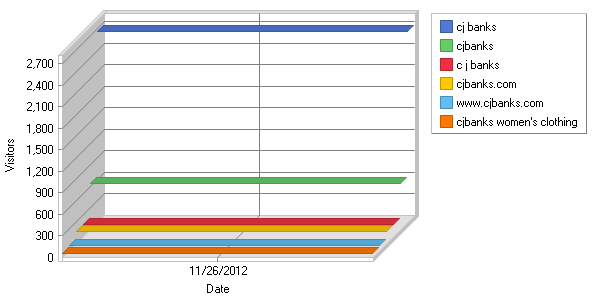 cj banks
cjbanks
c j banks
cjbanks.com
www.cjbanks.com
cjbanks women's clothing
2,700
2,400
2,100
1,800
1,500
1,200
900
600
300
0
Visitors
11/26/2012
Date